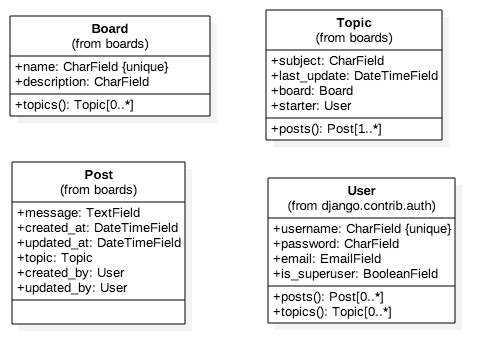 Board
(from boards)
+name: CharField {unique}
+description: CharField
+topics(): Topic[0..*]
Topic
(from boards)
+subject: CharField
+last_update: DateTimeField
+board: Board
+starter: User
+posts(): Post[1..*]
Post
(from boards)
+message: TextField
+created_at: DateTimeField
+updated_at: DateTimeField
+topic: Topic
+created_by: User
+updated_by: User
User
(from django.contrib.auth)
+username: CharField {unique}
+password: CharField
+email: EmailField
+is_superuser: BooleanField
+posts(): Post[0..*]
+topics(): Topic[0..*]